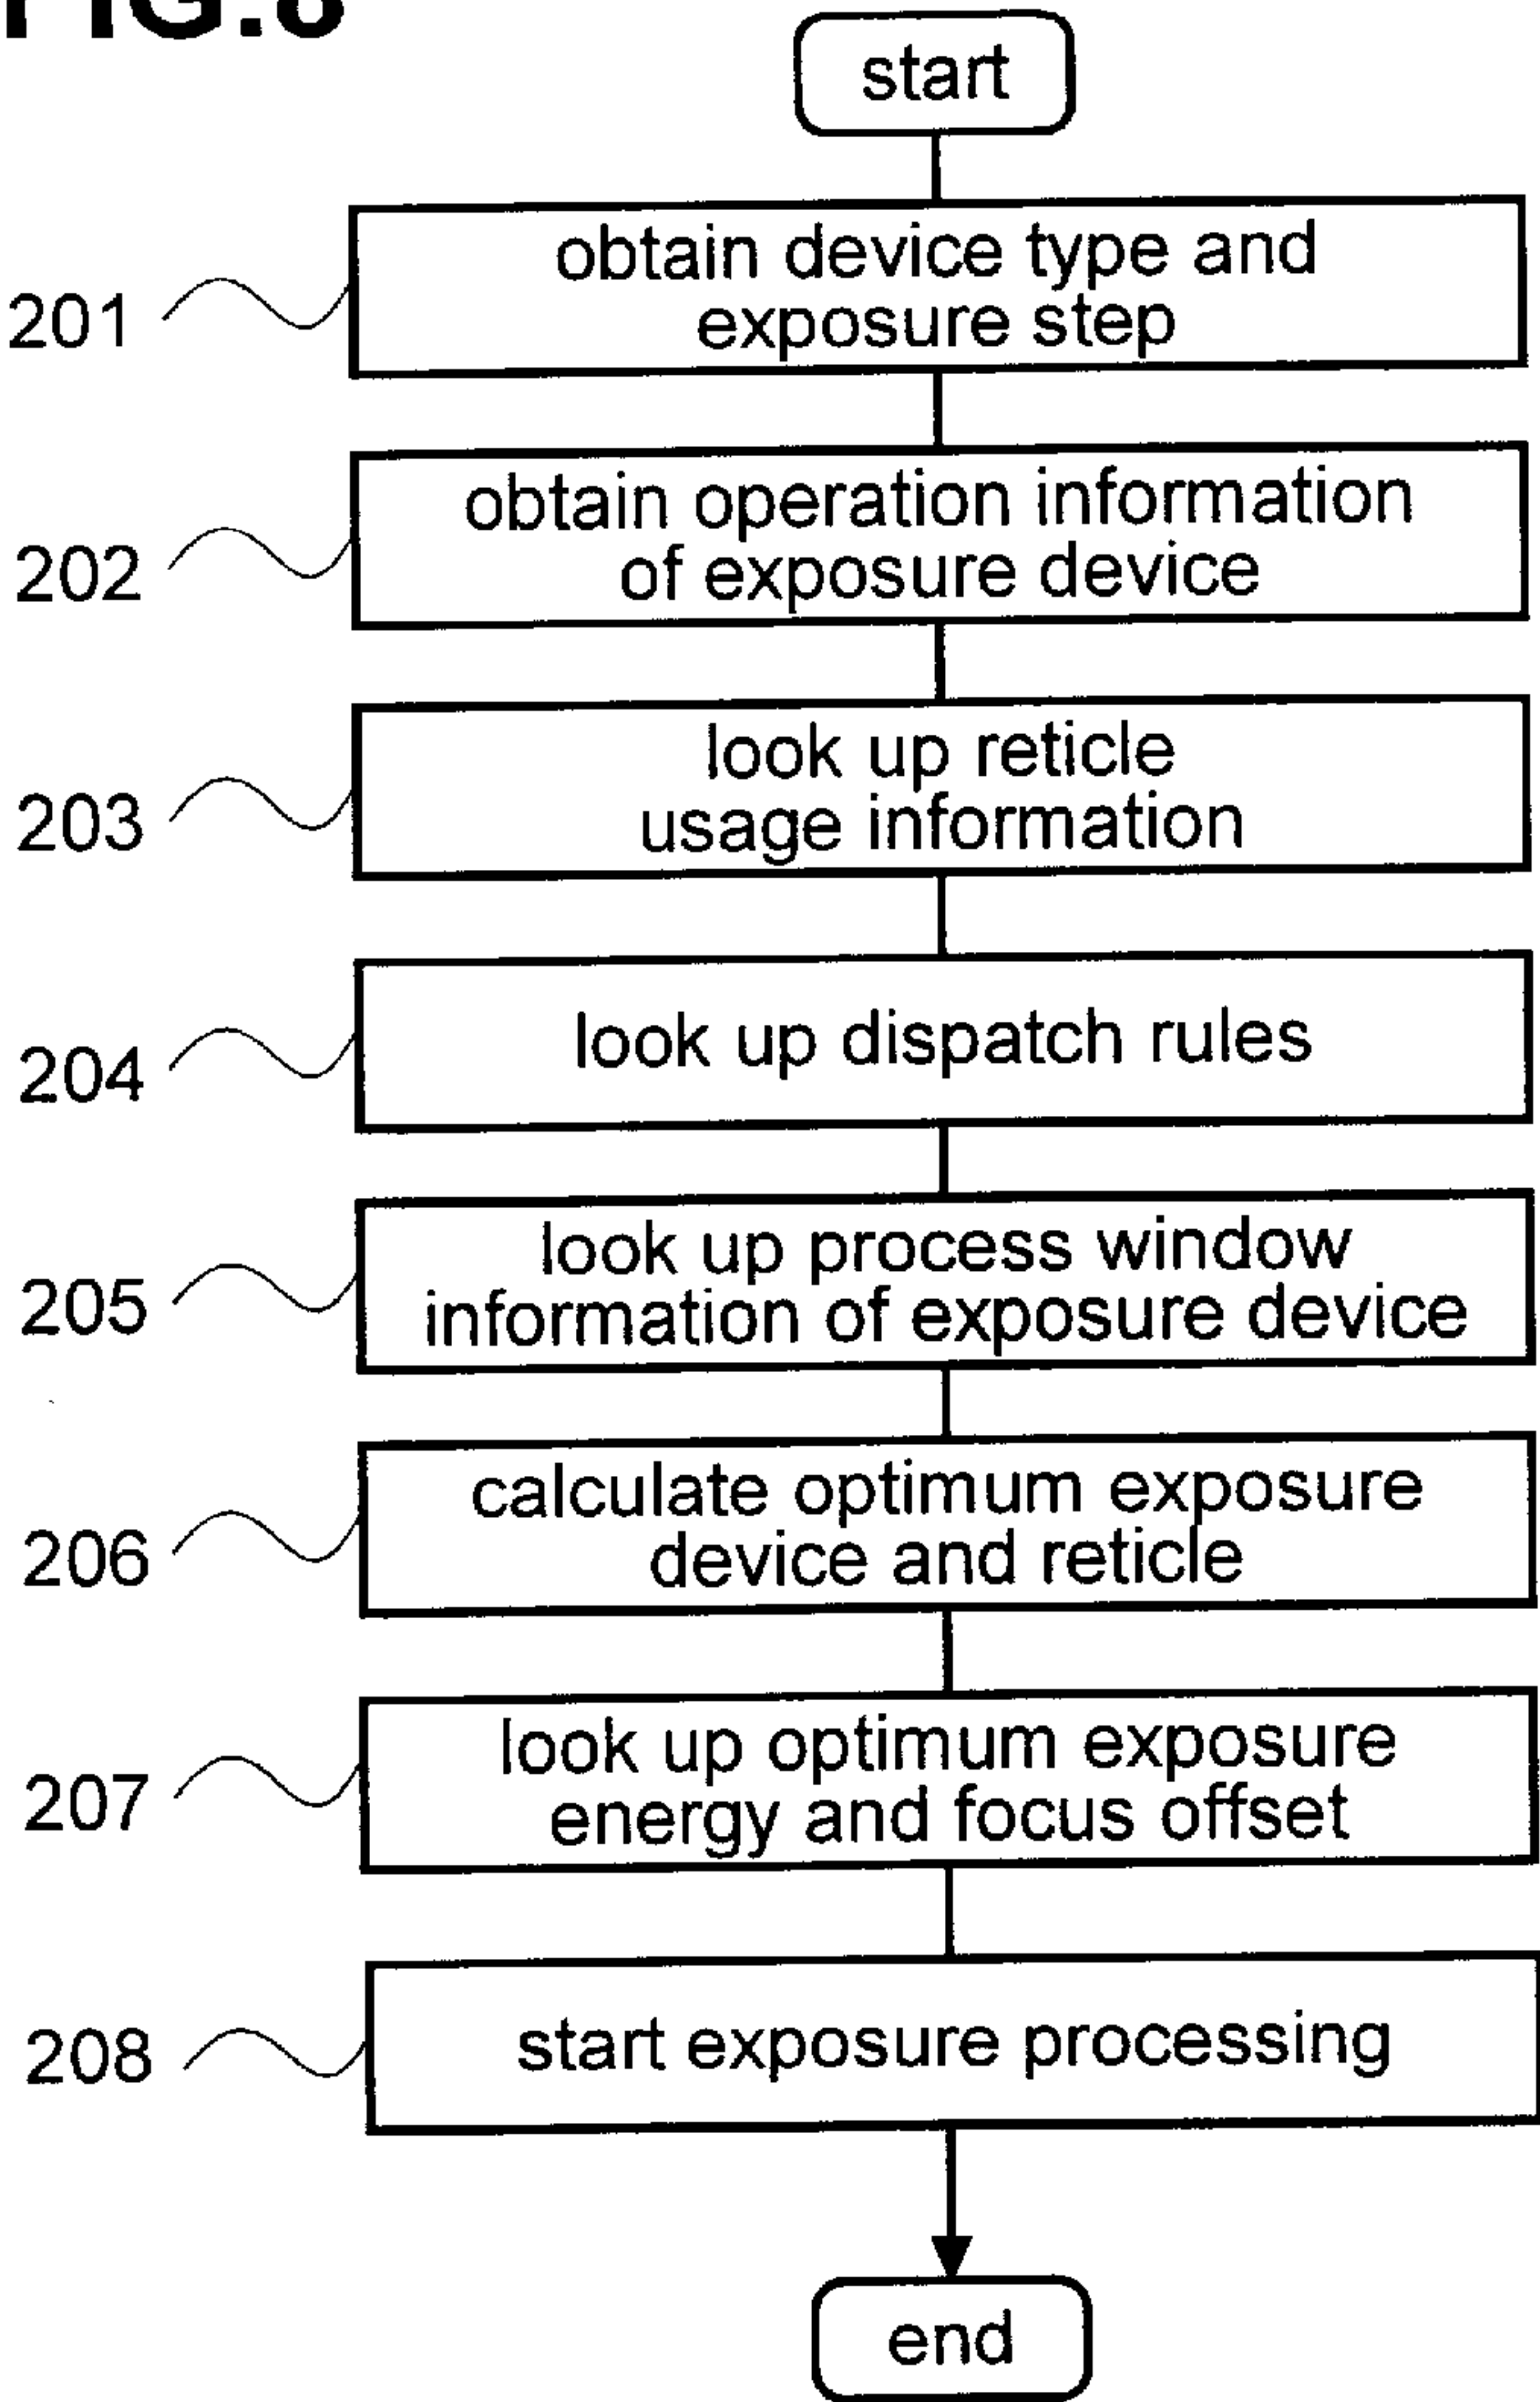 start
201
obtain device type and
exposure step
202
obtain operation information
of exposure device
203
look up reticle
usage information
204
look up dispatch rules
205
look up process window
information of exposure device
206
calculate optimum exposure
device and reticle
207
look up optimum exposure
energy and focus offset
208
start exposure processing
end